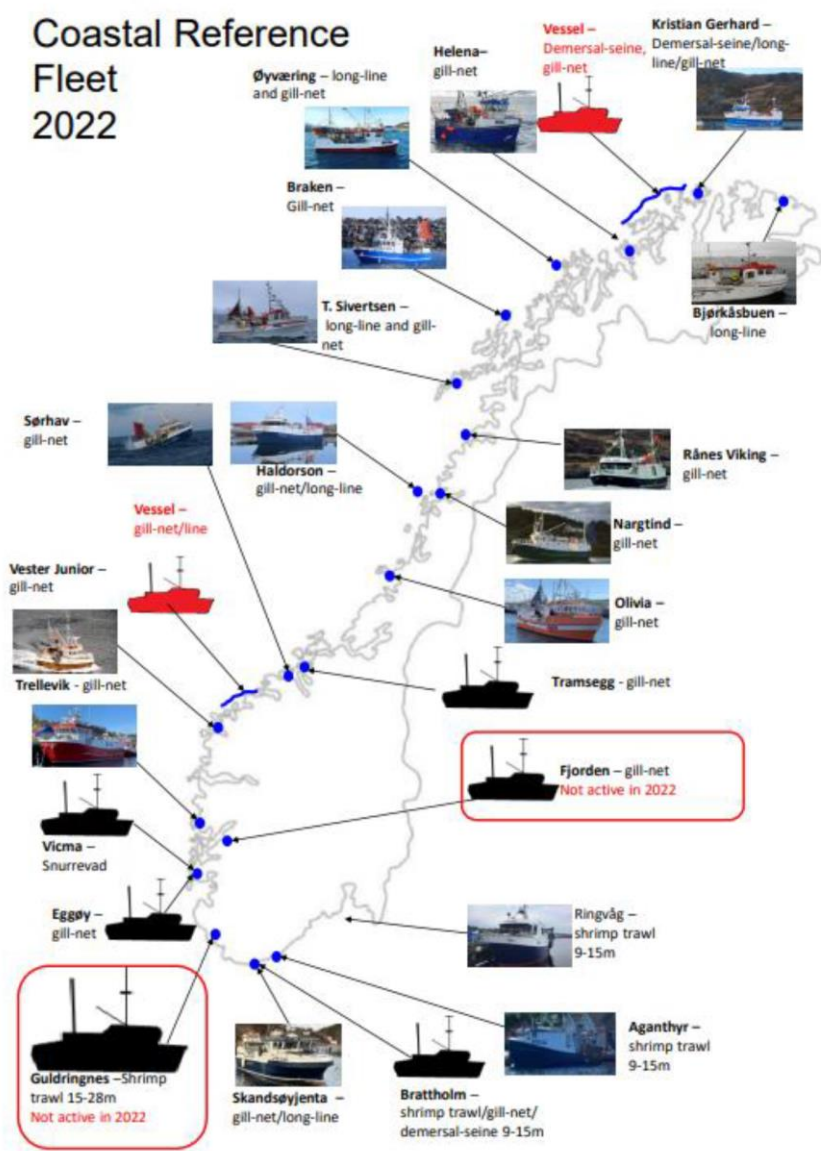 Coastal Reference
Fleet
2022
Øyværing – long-line
and gill-net
Helena–
gill-net
Vessel –
Demersal-seine,
gill-net
Kristian Gerhard –
Demersal-seine/long-
line/gill-net
Braken –
Gill-net
T. Sivertsen –
long-line and gill-
net
Bjørkåsbuen –
long-line
Sørhav –
gill-net
Haldorson –
gill-net/long-line
Rånes Viking –
gill-net
Vessel –
gill-net/line
Nargtind –
gill-net
Vester Junior –
gill-net
Olivia –
gill-net
Trellevik - gill-net
Tramsegg - gill-net
Fjorden – gill-net
Not active in 2022
Vicma –
Snurrevad
Eggøy –
gill-net
Ringvåg –
shrimp trawl
9-15m
Guldringnes –Shrimp
trawl 15-28m
Not active in 2022
Skandsøyjenta –
gill-net/long-line
Brattholm –
shrimp trawl/gill-net/
demersal-seine 9-15m
Aganthyr –
shrimp trawl
9-15m